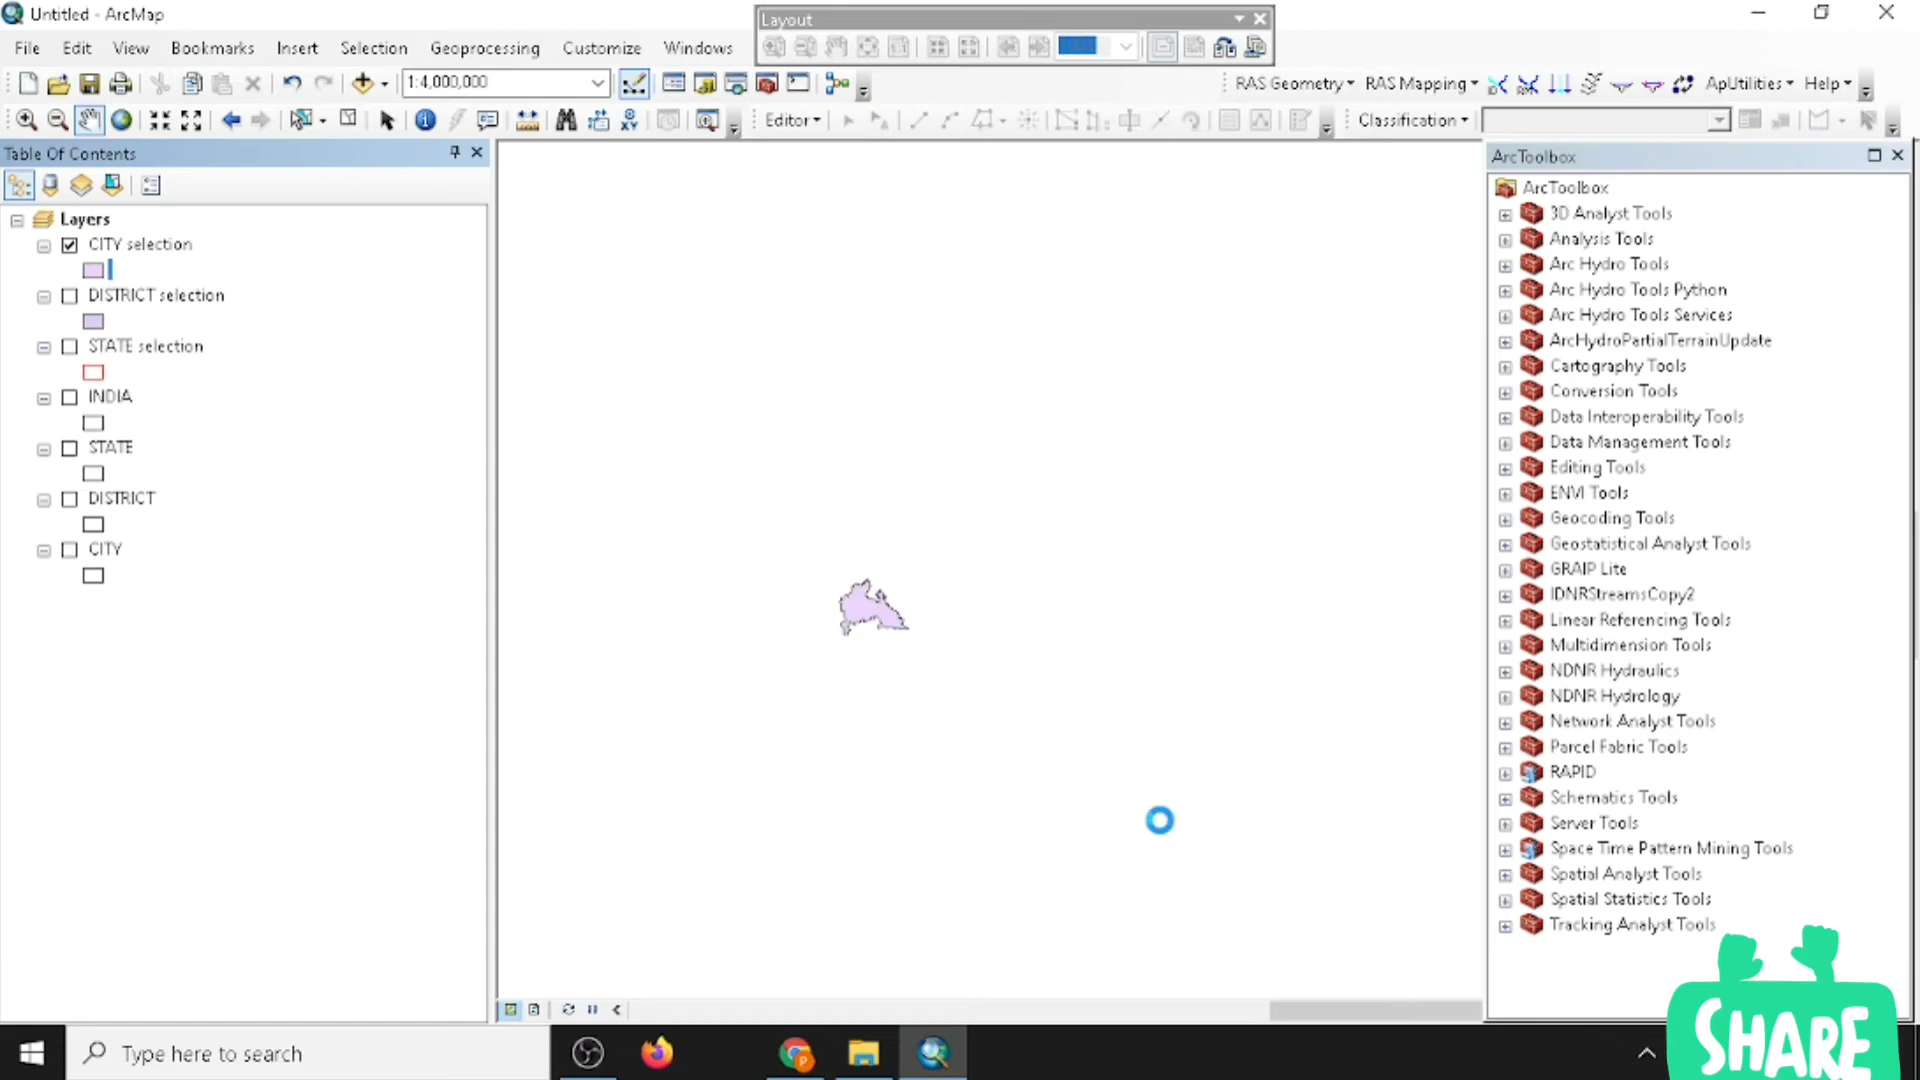 Untitled - ArcMap
Layout
File Edit View Bookmarks Insert Selection Geoprocessing Customize Windows
1:4,000,000
RAS Geometry RAS Mapping ApUtilities Help
Editor Classification
Table Of Contents
Layers
CITY selection
DISTRICT selection
STATE selection
INDIA
STATE
DISTRICT
CITY
ArcToolbox
ArcToolbox
3D Analyst Tools
Analysis Tools
Arc Hydro Tools
Arc Hydro Tools Python
Arc Hydro Tools Services
ArcHydroPartialTerrainUpdate
Cartography Tools
Conversion Tools
Data Interoperability Tools
Data Management Tools
Editing Tools
ENVI Tools
Geocoding Tools
Geostatistical Analyst Tools
GRAIP Lite
IDNRStreamsCopy2
Linear Referencing Tools
Multidimension Tools
NDNR Hydraulics
NDNR Hydrology
Network Analyst Tools
Parcel Fabric Tools
RAPID
Schematics Tools
Server Tools
Space Time Pattern Mining Tools
Spatial Analyst Tools
Spatial Statistics Tools
Tracking Analyst Tools
SHARE
Type here to search